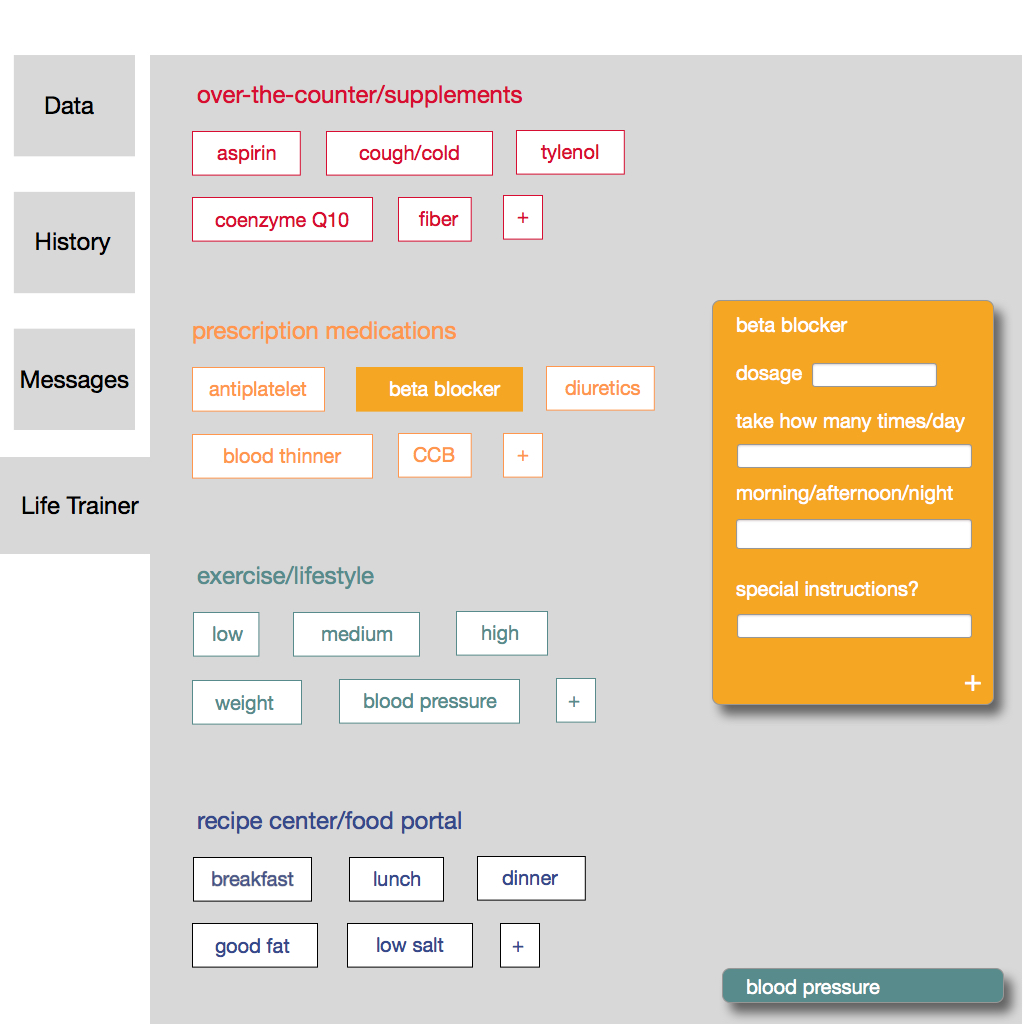 Data
History
Messages
Life Trainer
over-the-counter/supplements
aspirin cough/cold tylenol
coenzyme Q10 fiber +
prescription medications
antiplatelet beta blocker diuretics
blood thinner CCB +
exercise/lifestyle
low medium high
weight blood pressure +
recipe center/food portal
breakfast lunch dinner
good fat low salt +
beta blocker
dosage
take how many times/day
morning/afternoon/night
special instructions?
+
blood pressure